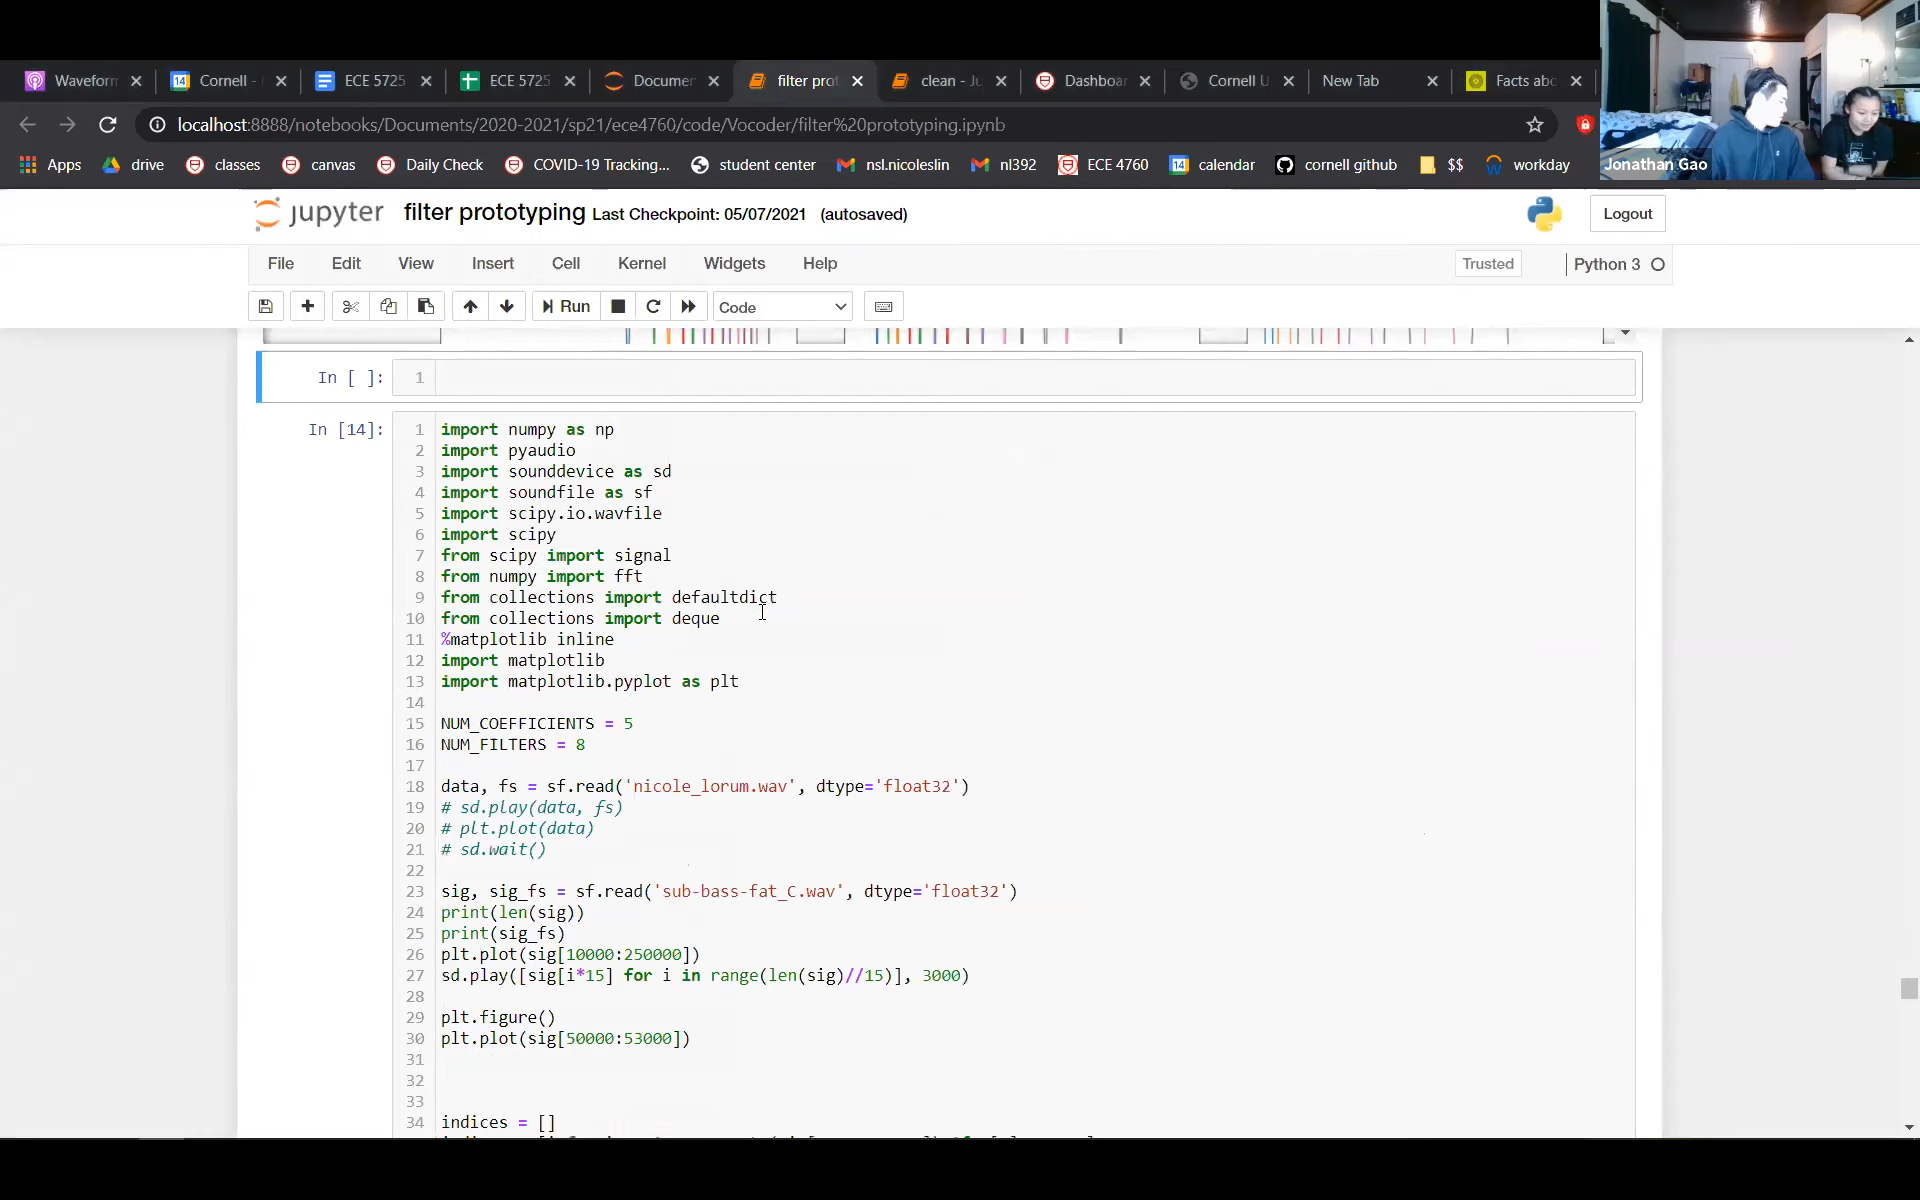 Waveform
Cornell -
ECE 5725
ECE 5725
Documen
filter prot
clean - Ju
Dashboar
Cornell U
New Tab
Facts abo
localhost:8888/notebooks/Documents/2020-2021/sp21/ece4760/code/Vocoder/filter%20prototyping.ipynb
Apps drive classes canvas Daily Check COVID-19 Tracking... student center nsl.nicoleslin nl392 ECE 4760 calendar cornell github $$ workday
Jonathan Gao
jupyter filter prototyping Last Checkpoint: 05/07/2021 (autosaved)
Logout
File Edit View Insert Cell Kernel Widgets Help
Trusted
Python 3
Run
Code
In [ ]:
1
In [14]:
1 import numpy as np
2 import pyaudio
3 import sounddevice as sd
4 import soundfile as sf
5 import scipy.io.wavfile
6 import scipy
7 from scipy import signal
8 from numpy import fft
9 from collections import defaultdict
10 from collections import deque
11 %matplotlib inline
12 import matplotlib
13 import matplotlib.pyplot as plt
14
15 NUM_COEFFICIENTS = 5
16 NUM_FILTERS = 8
17
18 data, fs = sf.read('nicole_lorum.wav', dtype='float32')
19 # sd.play(data, fs)
20 # plt.plot(data)
21 # sd.wait()
22
23 sig, sig_fs = sf.read('sub-bass-fat_C.wav', dtype='float32')
24 print(len(sig))
25 print(sig_fs)
26 plt.plot(sig[10000:250000])
27 sd.play([sig[i*15] for i in range(len(sig)//15)], 3000)
28
29 plt.figure()
30 plt.plot(sig[50000:53000])
31
32
33
34 indices = []